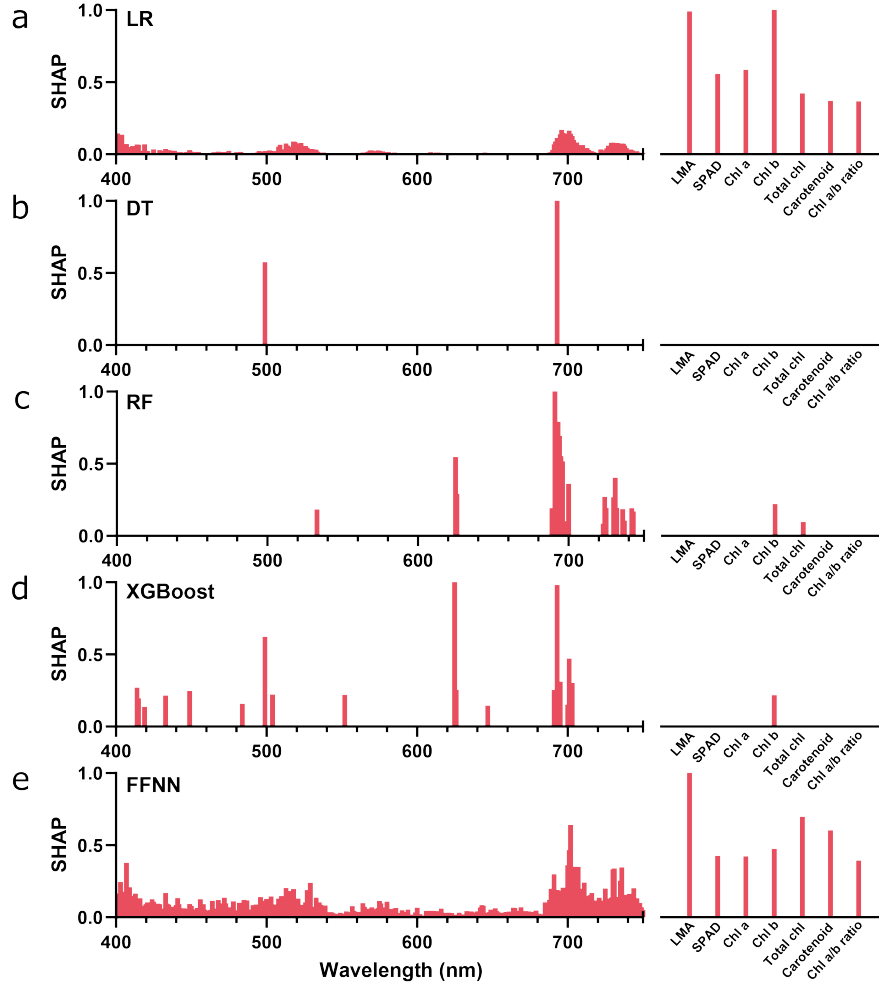 a
LR
SHAP
1.0
0.5
0.0
400 500 600 700
LMA SPAD Chl a Chl b Total chl Carotenoid Chl a/b ratio
b
DT
SHAP
1.0
0.5
0.0
400 500 600 700
LMA SPAD Chl a Chl b Total chl Carotenoid Chl a/b ratio
c
RF
SHAP
1.0
0.5
0.0
400 500 600 700
LMA SPAD Chl a Chl b Total chl Carotenoid Chl a/b ratio
d
XGBoost
SHAP
1.0
0.5
0.0
400 500 600 700
LMA SPAD Chl a Chl b Total chl Carotenoid Chl a/b ratio
e
FFNN
SHAP
1.0
0.5
0.0
400 500 600 700
LMA SPAD Chl a Chl b Total chl Carotenoid Chl a/b ratio
Wavelength (nm)